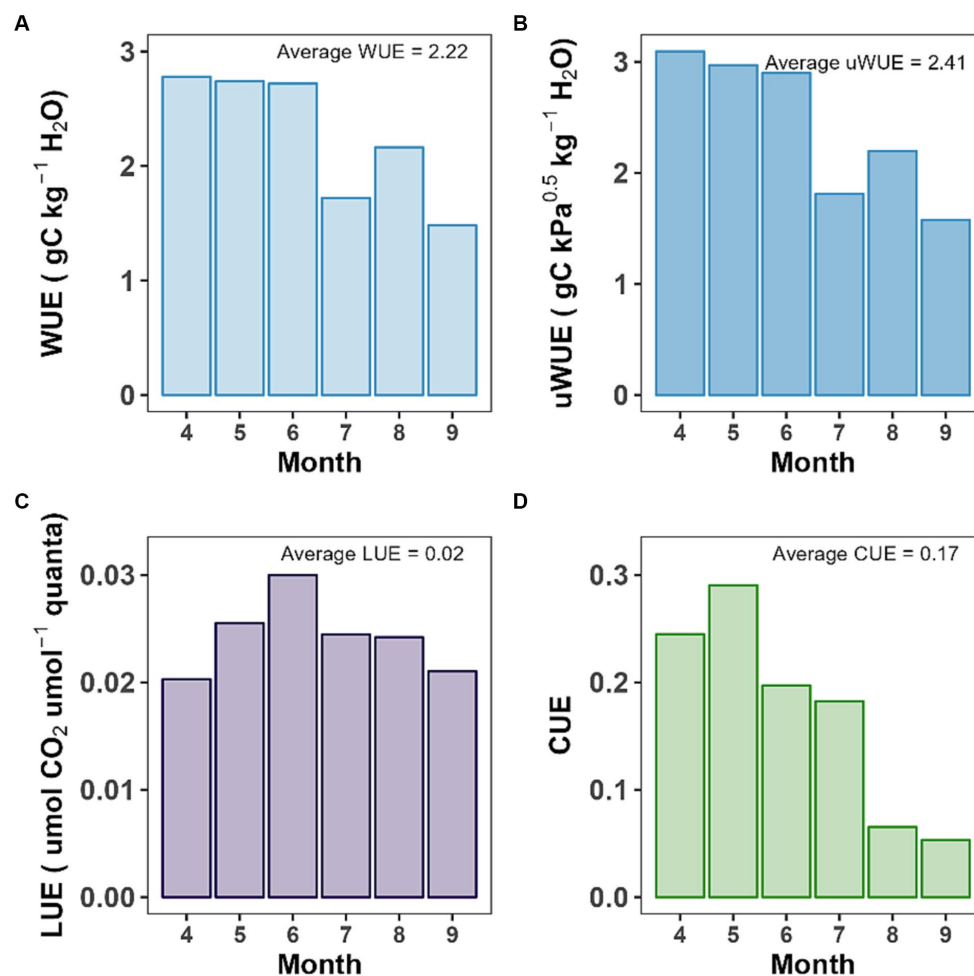 A
Average WUE = 2.22
WUE ( gC kg⁻¹ H₂O)
3
2
1
0
4 5 6 7 8 9
Month
B
Average uWUE = 2.41
uWUE ( gC kPa⁰·⁵ kg⁻¹ H₂O)
3
2
1
0
4 5 6 7 8 9
Month
C
Average LUE = 0.02
LUE ( umol CO₂ umol⁻¹ quanta)
0.03
0.02
0.01
0.00
4 5 6 7 8 9
Month
D
Average CUE = 0.17
CUE
0.3
0.2
0.1
0.0
4 5 6 7 8 9
Month